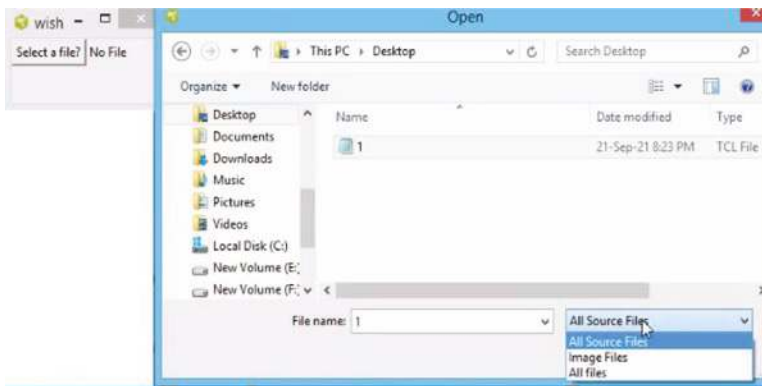 wish
Select a file? No File
Open
This PC Desktop
Search Desktop
Organize
New folder
Desktop
Documents
Downloads
Music
Pictures
Videos
Local Disk (C:)
New Volume (E:
New Volume (F:
Name Date modified Type
1 21-Sep-21 8:23 PM TCL File
File name: 1
All Source Files
All Source Files
Image Files
All files